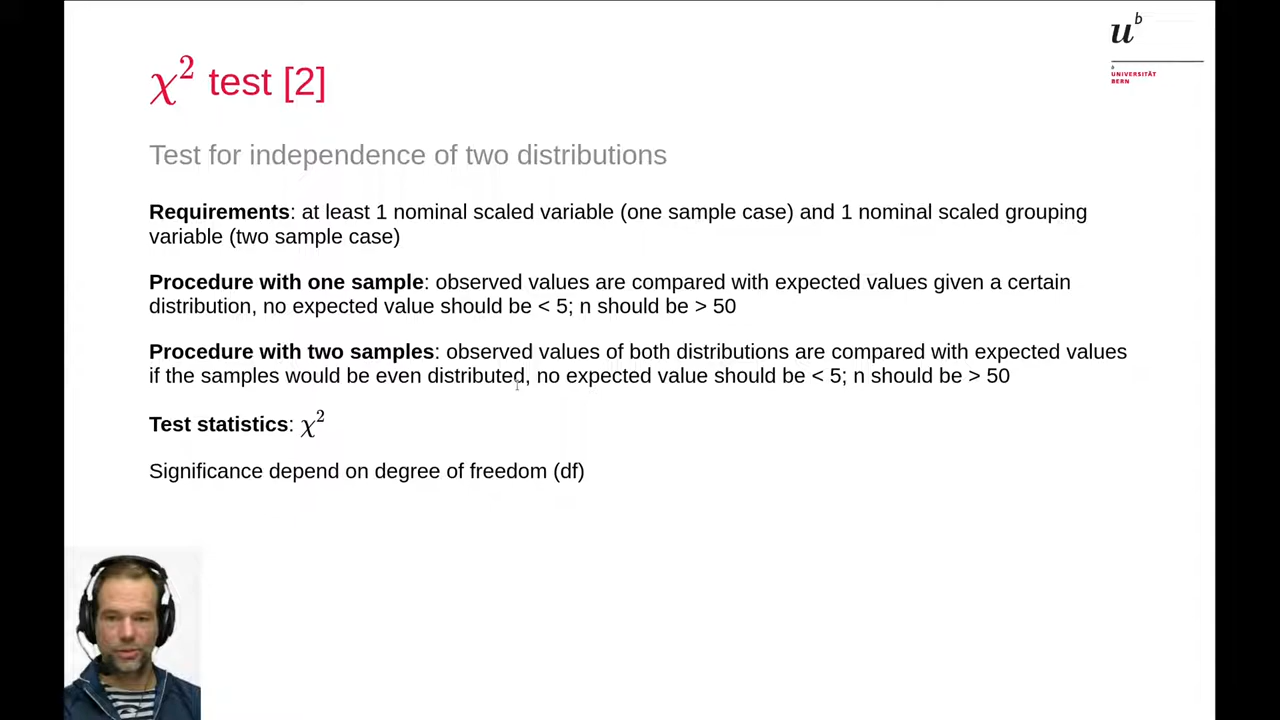 u^b
b
UNIVERSITÄT
BERN
χ² test [2]
Test for independence of two distributions
Requirements: at least 1 nominal scaled variable (one sample case) and 1 nominal scaled grouping
variable (two sample case)
Procedure with one sample: observed values are compared with expected values given a certain
distribution, no expected value should be < 5; n should be > 50
Procedure with two samples: observed values of both distributions are compared with expected values
if the samples would be even distributed, no expected value should be < 5; n should be > 50
Test statistics: χ²
Significance depend on degree of freedom (df)